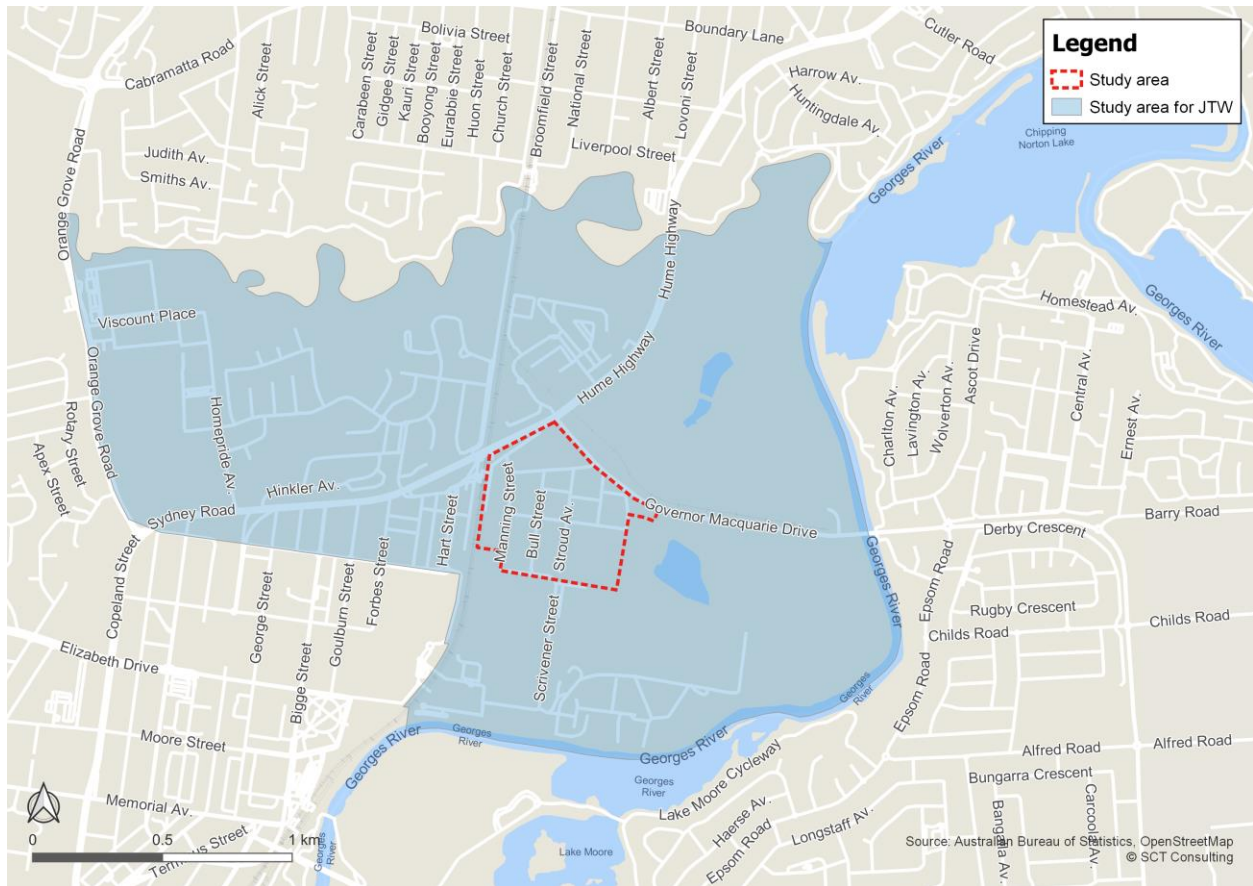 Legend
Study area
Study area for JTW
Bolivia Street
Boundary Lane
Cutler Road
Cabramatta Road
Alick Street
Carabeen Street
Gidgee Street
Kauri Street
Booyong Street
Eurabbie Street
Huon Street
Church Street
Broomfield Street
National Street
Albert Street
Lovoni Street
Harrow Av.
Huntingdale Av.
Liverpool Street
Chipping
Norton Lake
Georges River
Judith Av.
Smiths Av.
Orange Grove Road
Hume Highway
Georges River
Homestead Av.
Viscount Place
Orange Grove Road
Homepride Av.
Rotary Street
Apex Street
Hume Highway
Charlton Av.
Lavington Av.
Wolverton Av.
Ascot Drive
Central Av.
Ernest Av.
Hinkler Av.
Sydney Road
Hart Street
Manning Street
Bull Street
Stroud Av.
Governor Macquarie Drive
Derby Crescent
Barry Road
Copeland Street
Forbes Street
Goulburn Street
George Street
Bigge Street
Elizabeth Drive
Scrivener Street
Georges River
Epsom Road
Rugby Crescent
Childs Road
Childs Road
Georges
River
Epsom Road
Moore Street
Georges River
Georges
River
Georges River
Georges
River
Lake Moore Cycleway
Alfred Road
Alfred Road
Bungarra Crescent
Memorial Av.
Terminus Street
Georges
River
Lake Moore
Haerse Av.
Epsom Road
Longstaff Av.
Bangalla Av.
Carcoola Av.
0
0.5
1 km
Source: Australian Bureau of Statistics, OpenStreetMap
© SCT Consulting